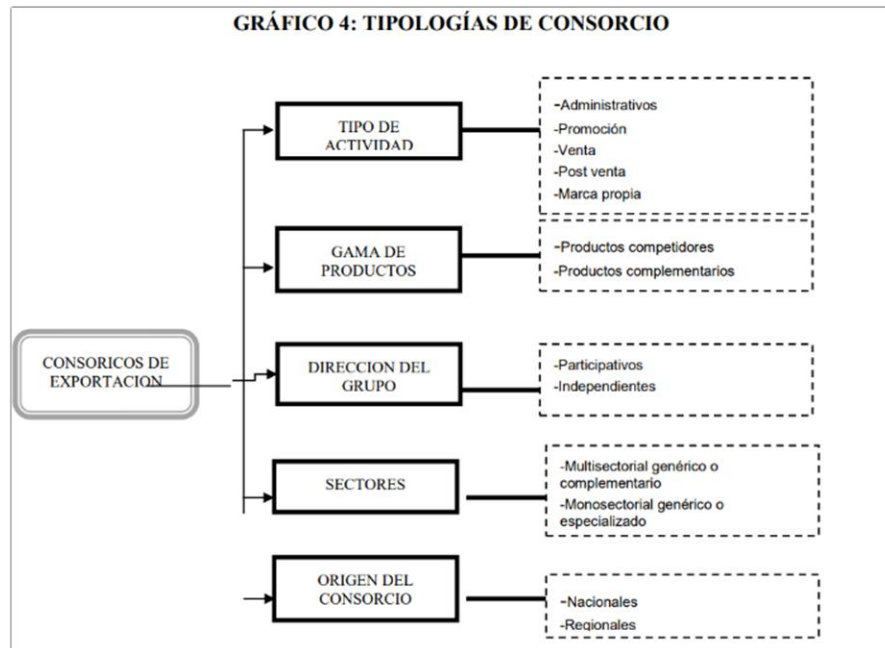 GRÁFICO 4: TIPOLOGÍAS DE CONSORCIO
TIPO DE
ACTIVIDAD
-Administrativos
-Promoción
-Venta
-Post venta
-Marca propia
GAMA DE
PRODUCTOS
-Productos competidores
-Productos complementarios
CONSORICOS DE
EXPORTACION
DIRECCION DEL
GRUPO
-Participativos
-Independientes
SECTORES
-Multisectorial genérico o
complementario
-Monosectorial genérico o
especializado
ORIGEN DEL
CONSORCIO
-Nacionales
-Regionales